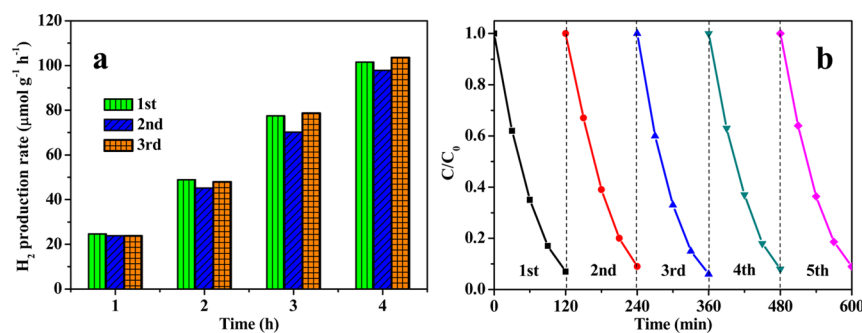 a
1st
2nd
3rd
H₂ production rate (μmol g⁻¹ h⁻¹)
120
100
80
60
40
20
0
1 2 3 4
Time (h)
b
C/C₀
1.0
0.8
0.6
0.4
0.2
0.0
1st 2nd 3rd 4th 5th
0 120 240 360 480 600
Time (min)